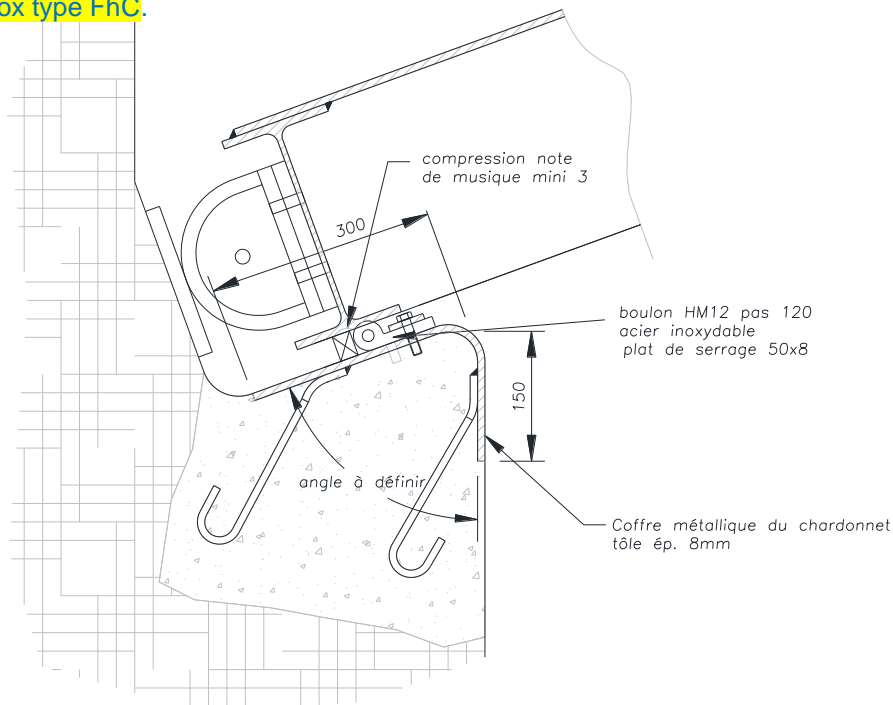 ox type FhC.
compression note
de musique mini 3
300
boulon HM12 pas 120
acier inoxydable
plat de serrage 50x8
150
angle à définir
Coffre métallique du chardonnet
tôle ép. 8mm